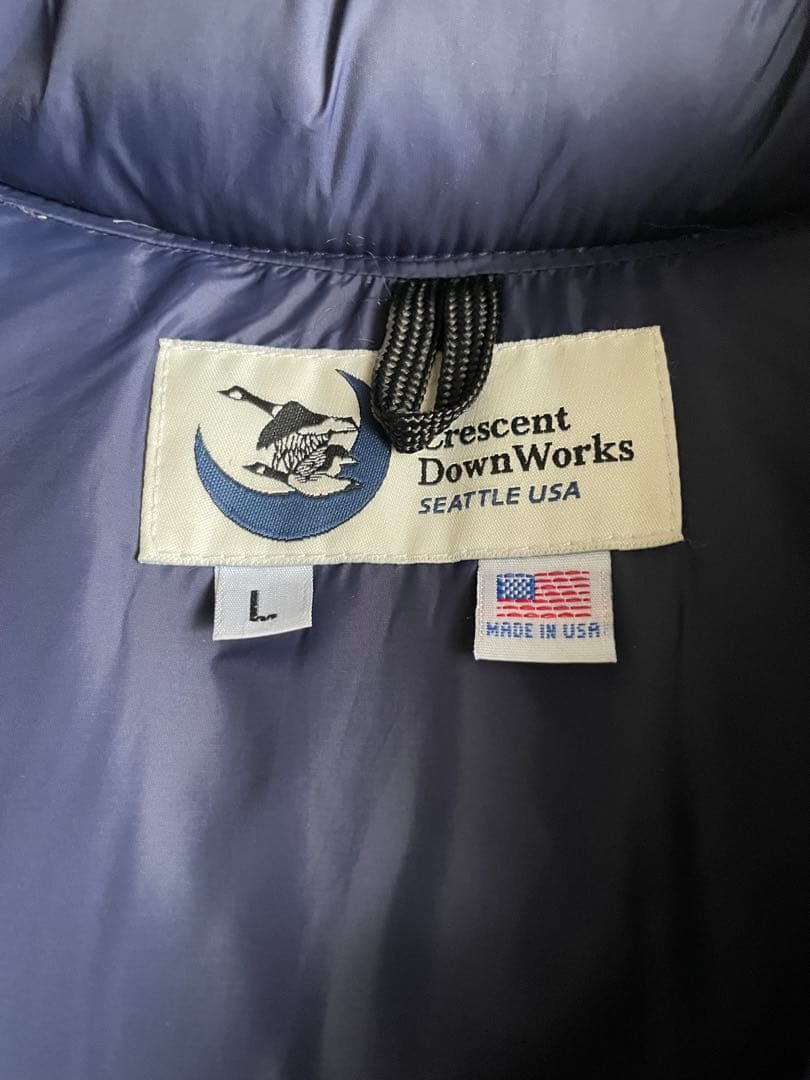 Crescent
DownWorks
SEATTLE USA
L
MADE IN USA